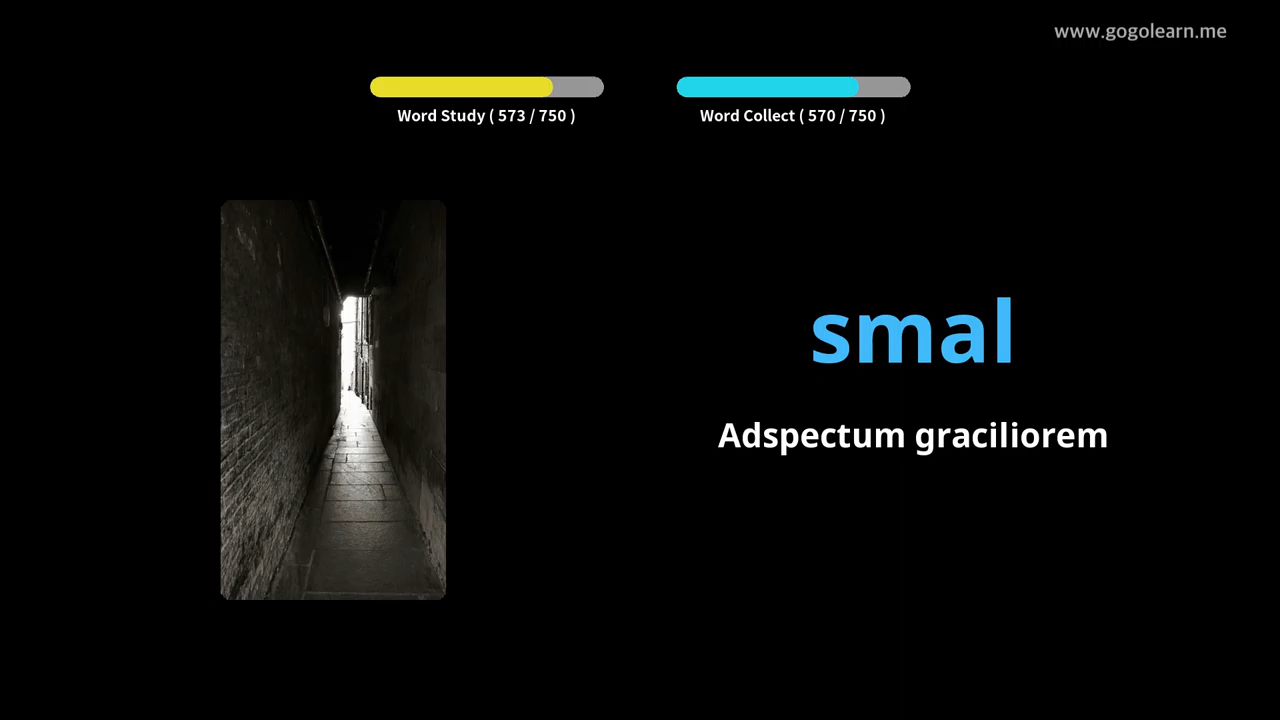 www.gogolearn.me
Word Study ( 573 / 750 )
Word Collect ( 570 / 750 )
smal
Adspectum graciliorem